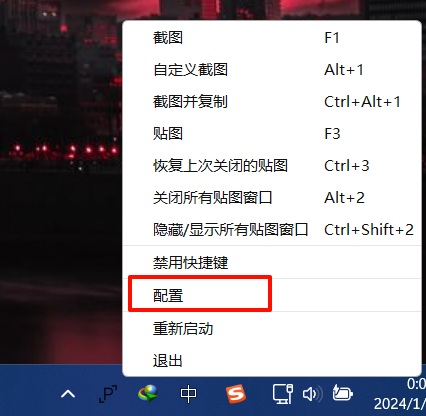 截图 F1
自定义截图 Alt+1
截图并复制 Ctrl+Alt+1
贴图 F3
恢复上次关闭的贴图 Ctrl+3
关闭所有贴图窗口 Alt+2
隐藏/显示所有贴图窗口 Ctrl+Shift+2
禁用快捷键
配置
重新启动
退出
P 中 S 0:0
2024/1/